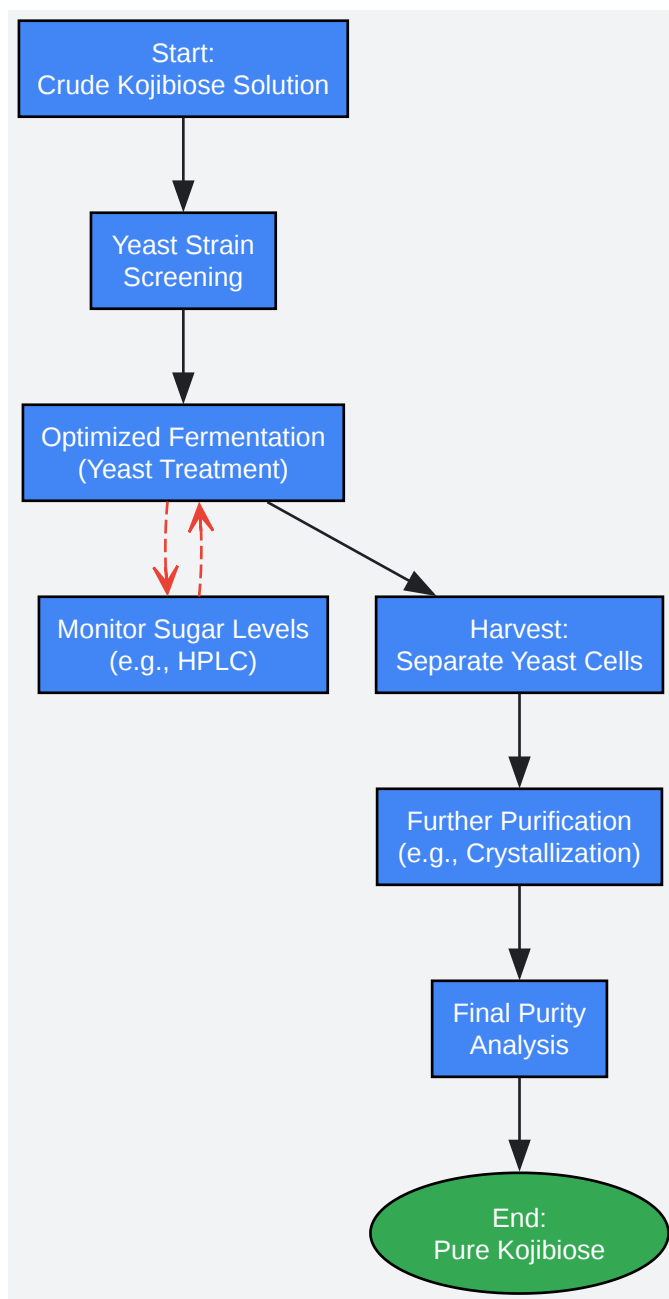 Start:
Crude Kojibiose Solution
Yeast Strain
Screening
Optimized Fermentation
(Yeast Treatment)
Monitor Sugar Levels
(e.g., HPLC)
Harvest:
Separate Yeast Cells
Further Purification
(e.g., Crystallization)
Final Purity
Analysis
End:
Pure Kojibiose